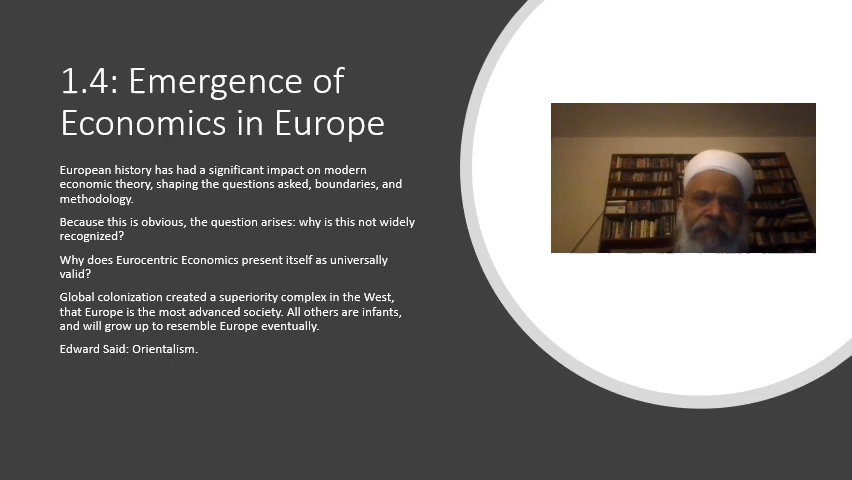 1.4: Emergence of
Economics in Europe
European history has had a significant impact on modern
economic theory, shaping the questions asked, boundaries, and
methodology.
Because this is obvious, the question arises: why is this not widely
recognized?
Why does Eurocentric Economics present itself as universally
valid?
Global colonization created a superiority complex in the West,
that Europe is the most advanced society. All others are infants,
and will grow up to resemble Europe eventually.
Edward Said: Orientalism.